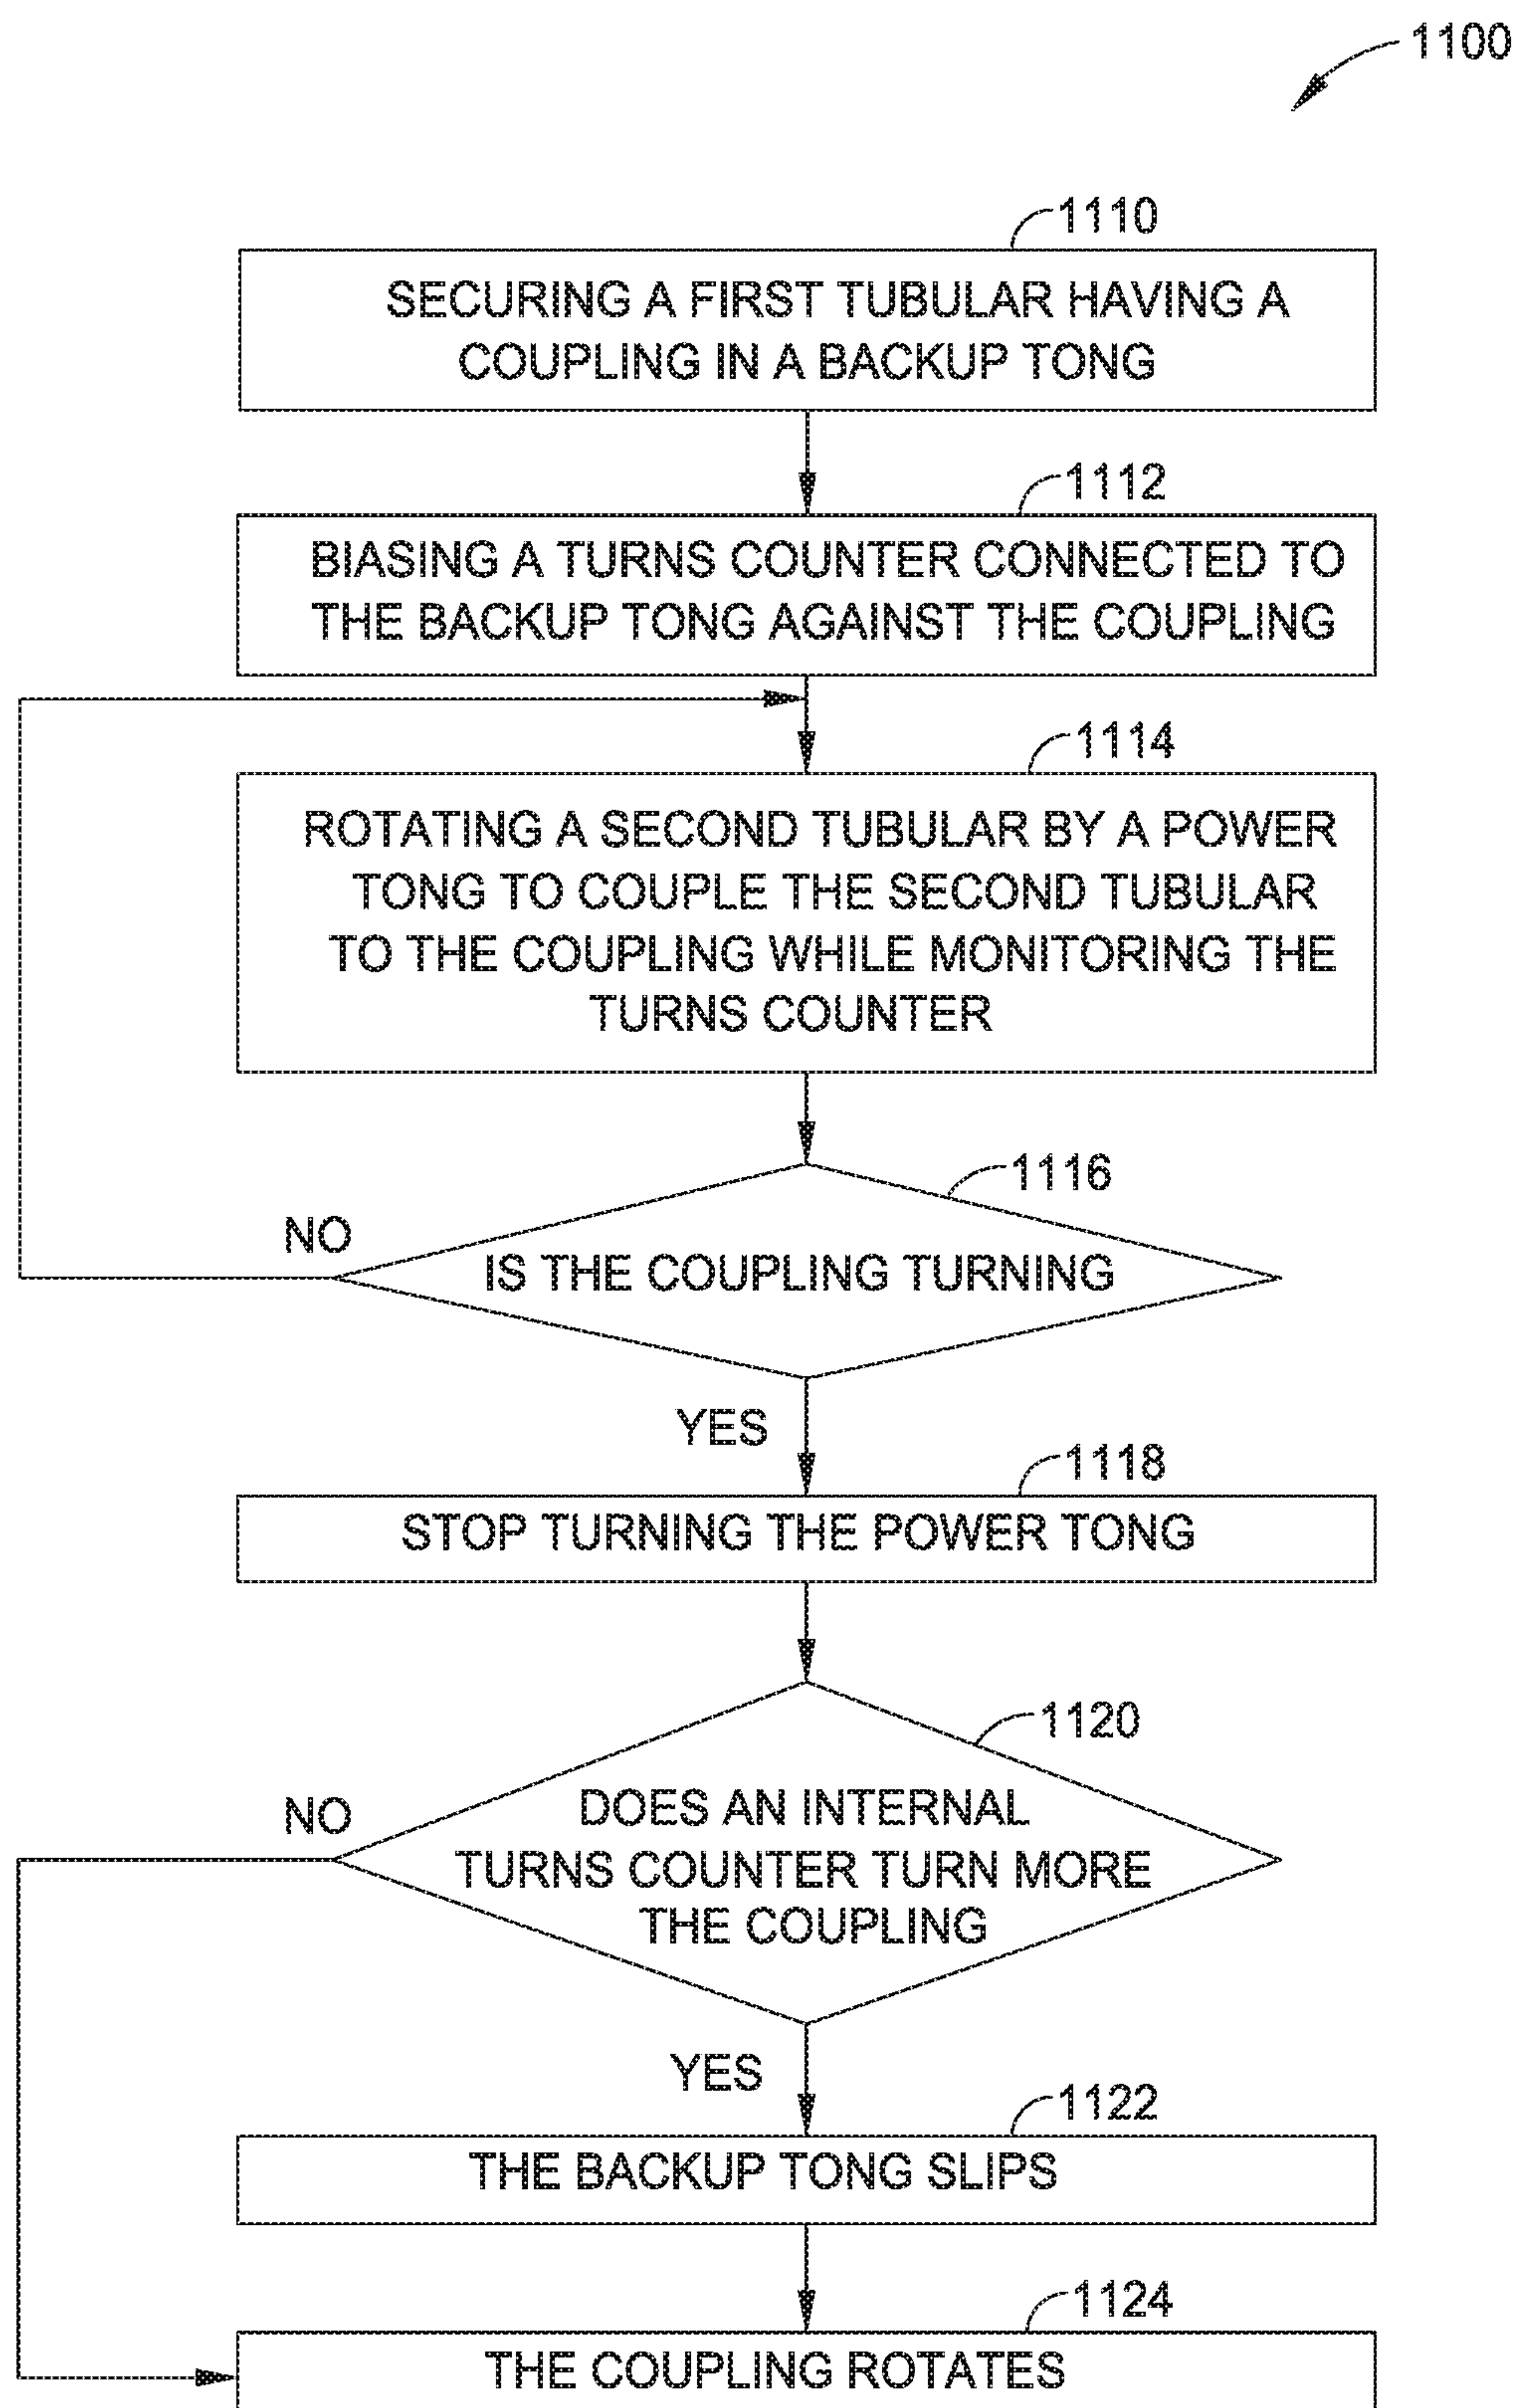 1100
1110
SECURING A FIRST TUBULAR HAVING A
COUPLING IN A BACKUP TONG
1112
BIASING A TURNS COUNTER CONNECTED TO
THE BACKUP TONG AGAINST THE COUPLING
1114
ROTATING A SECOND TUBULAR BY A POWER
TONG TO COUPLE THE SECOND TUBULAR
TO THE COUPLING WHILE MONITORING THE
TURNS COUNTER
1116
NO
IS THE COUPLING TURNING
YES
1118
STOP TURNING THE POWER TONG
1120
NO
DOES AN INTERNAL
TURNS COUNTER TURN MORE
THE COUPLING
YES
1122
THE BACKUP TONG SLIPS
1124
THE COUPLING ROTATES